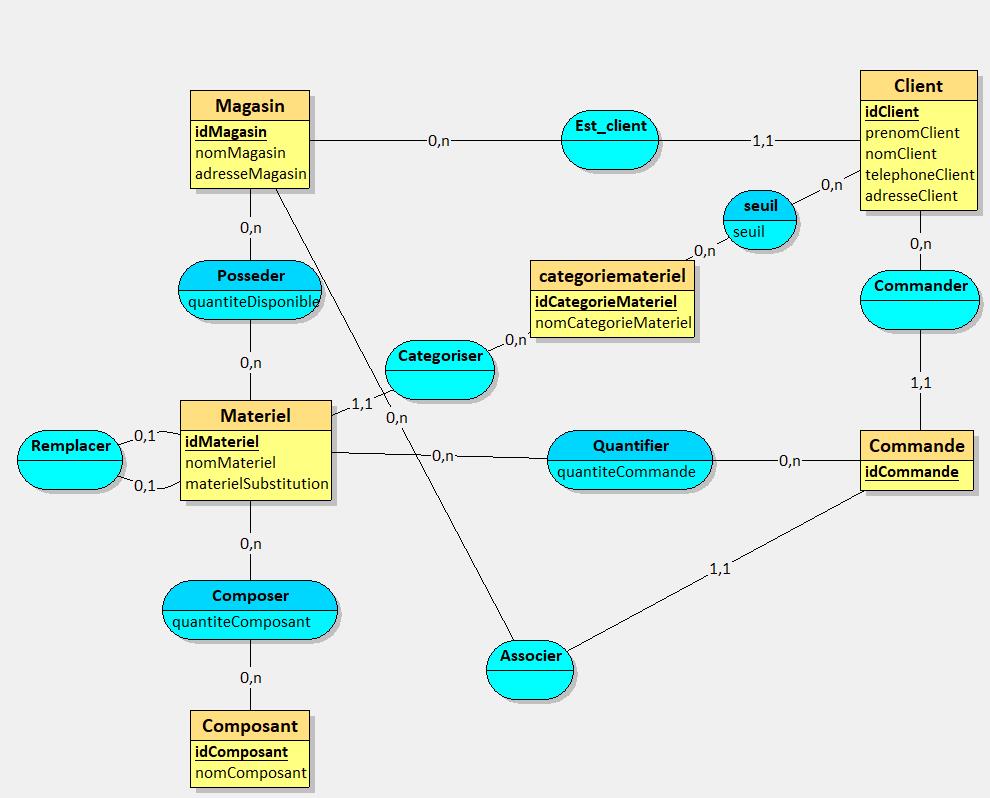 Magasin
idMagasin
nomMagasin
adresseMagasin
0,n
Est_client
1,1
Client
idClient
prenomClient
nomClient
telephoneClient
adresseClient
0,n
seuil
seuil
0,n
0,n
Posseder
quantiteDisponible
0,n
categoriemateriel
idCategorieMateriel
nomCategorieMateriel
0,n
Commander
1,1
0,n
Categoriser
1,1
0,n
Materiel
idMateriel
nomMateriel
materielSubstitution
Remplacer
0,1
0,1
0,n
Quantifier
quantiteCommande
0,n
Commande
idCommande
0,n
Composer
quantiteComposant
0,n
1,1
Associer
Composant
idComposant
nomComposant